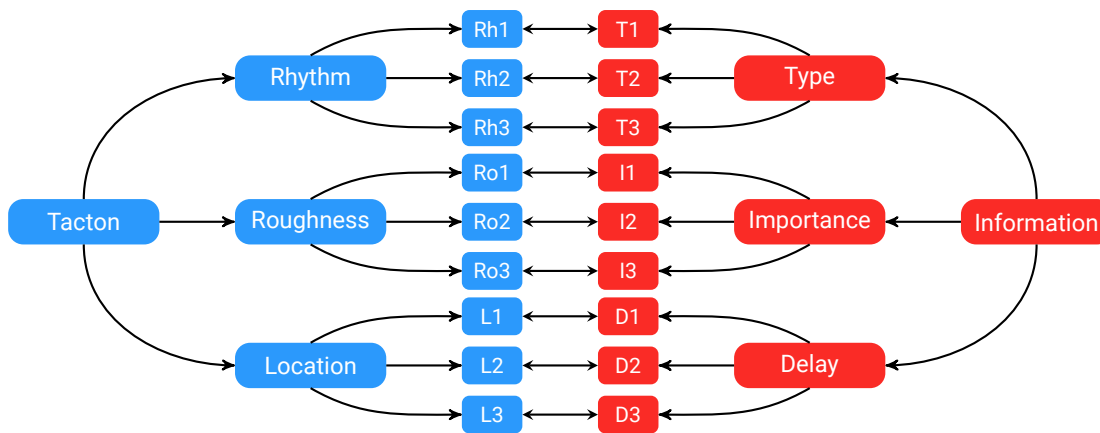 Rh1
T1
Rhythm
Rh2
T2
Type
Rh3
T3
Ro1
I1
Tacton
Roughness
Ro2
I2
Importance
Information
Ro3
I3
L1
D1
Location
L2
D2
Delay
L3
D3